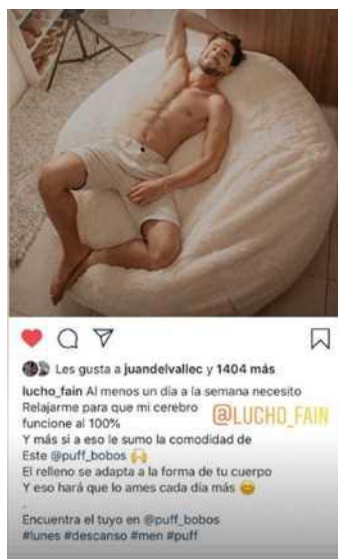 Les gusta a juandelvallec y 1404 más
lucho_fain Al menos un día a la semana necesito
Relajarme para que mi cerebro
funcione al 100%
@LUCHO_FAIN
Y más si a eso le sumo la comodidad de
Este @puff_bobos 🙌
El relleno se adapta a la forma de tu cuerpo
Y eso hará que lo ames cada día más 😊
.
Encuentra el tuyo en @puff_bobos
#lunes #descanso #men #puff